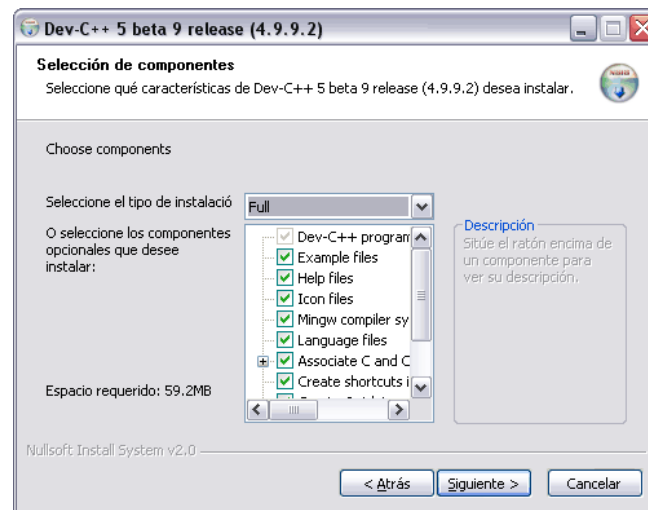 Dev-C++ 5 beta 9 release (4.9.9.2)
Selección de componentes
Seleccione qué características de Dev-C++ 5 beta 9 release (4.9.9.2) desea instalar.
Choose components
Seleccione el tipo de instalació
Full
O seleccione los componentes
opcionales que desee
instalar:
Dev-C++ program
Example files
Help files
Icon files
Mingw compiler sy
Language files
Associate C and C
Create shortcuts i
Descripción
Sitúe el ratón encima de
un componente para
ver su descripción.
Espacio requerido: 59.2MB
Nullsoft Install System v2.0
< Atrás
Siguiente >
Cancelar